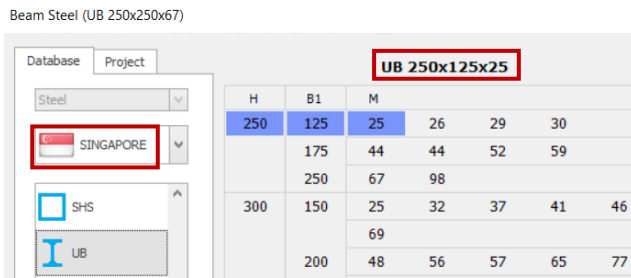 Beam Steel (UB 250x250x67)
Database Project
UB 250x125x25
Steel
H B1 M
250 125 25 26 29 30
SINGAPORE
175 44 44 52 59
250 67 98
SHS
300 150 25 32 37 41 46
69
UB
200 48 56 57 65 77